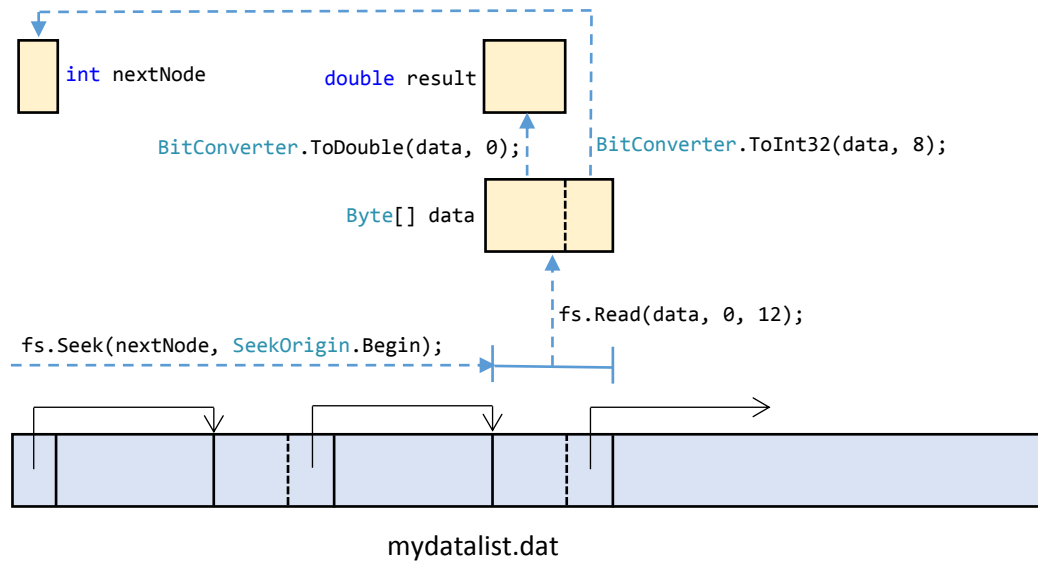 int nextNode
double result
BitConverter.ToDouble(data, 0);
BitConverter.ToInt32(data, 8);
Byte[] data
fs.Read(data, 0, 12);
fs.Seek(nextNode, SeekOrigin.Begin);
mydatalist.dat